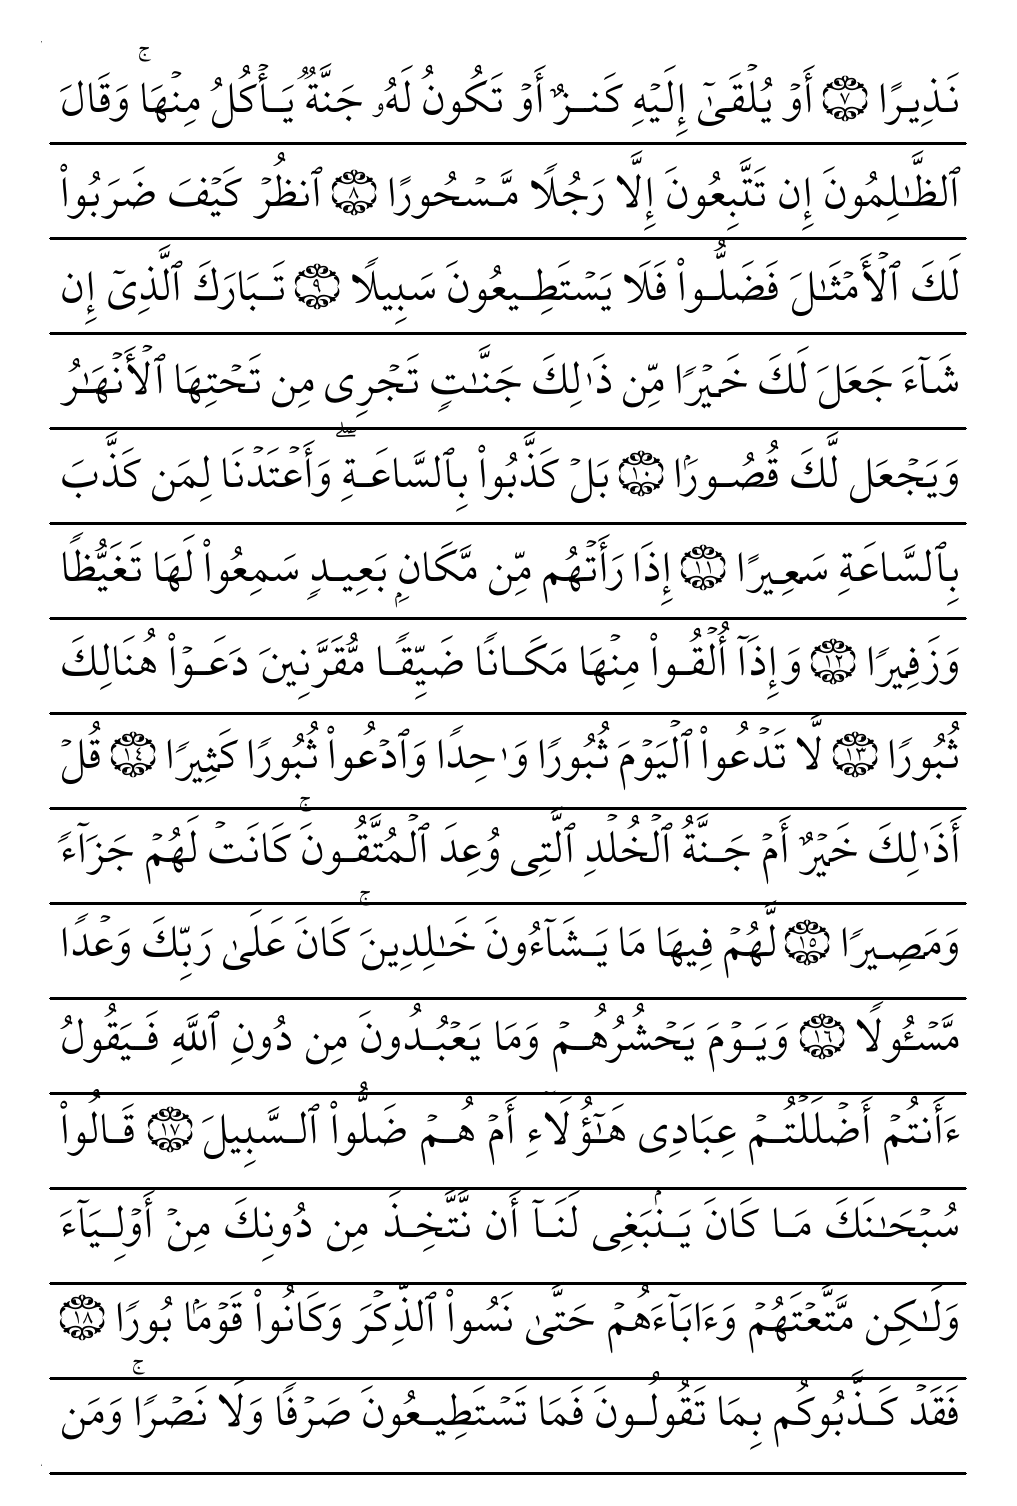 نَذِيرًا ۝٧ أَوْ يُلْقَىٰٓ إِلَيْهِ كَنزٌ أَوْ تَكُونُ لَهُۥ جَنَّةٌ يَأْكُلُ مِنْهَا ۚ وَقَالَ
ٱلظَّـٰلِمُونَ إِن تَتَّبِعُونَ إِلَّا رَجُلًا مَّسْحُورًا ۝٨ ٱنظُرْ كَيْفَ ضَرَبُوا۟
لَكَ ٱلْأَمْثَـٰلَ فَضَلُّوا۟ فَلَا يَسْتَطِيعُونَ سَبِيلًا ۝٩ تَبَارَكَ ٱلَّذِىٓ إِن
شَآءَ جَعَلَ لَكَ خَيْرًا مِّن ذَٰلِكَ جَنَّـٰتٍ تَجْرِى مِن تَحْتِهَا ٱلْأَنْهَـٰرُ
وَيَجْعَل لَّكَ قُصُورًۢا ۝١٠ بَلْ كَذَّبُوا۟ بِٱلسَّاعَةِ ۖ وَأَعْتَدْنَا لِمَن كَذَّبَ
بِٱلسَّاعَةِ سَعِيرًا ۝١١ إِذَا رَأَتْهُم مِّن مَّكَانٍۭ بَعِيدٍ سَمِعُوا۟ لَهَا تَغَيُّظًا
وَزَفِيرًا ۝١٢ وَإِذَآ أُلْقُوا۟ مِنْهَا مَكَانًا ضَيِّقًا مُّقَرَّنِينَ دَعَوْا۟ هُنَالِكَ
ثُبُورًا ۝١٣ لَّا تَدْعُوا۟ ٱلْيَوْمَ ثُبُورًا وَٰحِدًا وَٱدْعُوا۟ ثُبُورًا كَثِيرًا ۝١٤ قُلْ
أَذَٰلِكَ خَيْرٌ أَمْ جَنَّةُ ٱلْخُلْدِ ٱلَّتِى وُعِدَ ٱلْمُتَّقُونَ ۚ كَانَتْ لَهُمْ جَزَآءً
وَمَصِيرًا ۝١٥ لَّهُمْ فِيهَا مَا يَشَآءُونَ خَـٰلِدِينَ ۚ كَانَ عَلَىٰ رَبِّكَ وَعْدًا
مَّسْـُٔولًا ۝١٦ وَيَوْمَ يَحْشُرُهُمْ وَمَا يَعْبُدُونَ مِن دُونِ ٱللَّهِ فَيَقُولُ
ءَأَنتُمْ أَضْلَلْتُمْ عِبَادِى هَـٰٓؤُلَآءِ أَمْ هُمْ ضَلُّوا۟ ٱلسَّبِيلَ ۝١٧ قَالُوا۟
سُبْحَـٰنَكَ مَا كَانَ يَنۢبَغِى لَنَآ أَن نَّتَّخِذَ مِن دُونِكَ مِنْ أَوْلِيَآءَ
وَلَـٰكِن مَّتَّعْتَهُمْ وَءَابَآءَهُمْ حَتَّىٰ نَسُوا۟ ٱلذِّكْرَ وَكَانُوا۟ قَوْمًۢا بُورًا ۝١٨
فَقَدْ كَذَّبُوكُم بِمَا تَقُولُونَ فَمَا تَسْتَطِيعُونَ صَرْفًا وَلَا نَصْرًا ۚ وَمَن